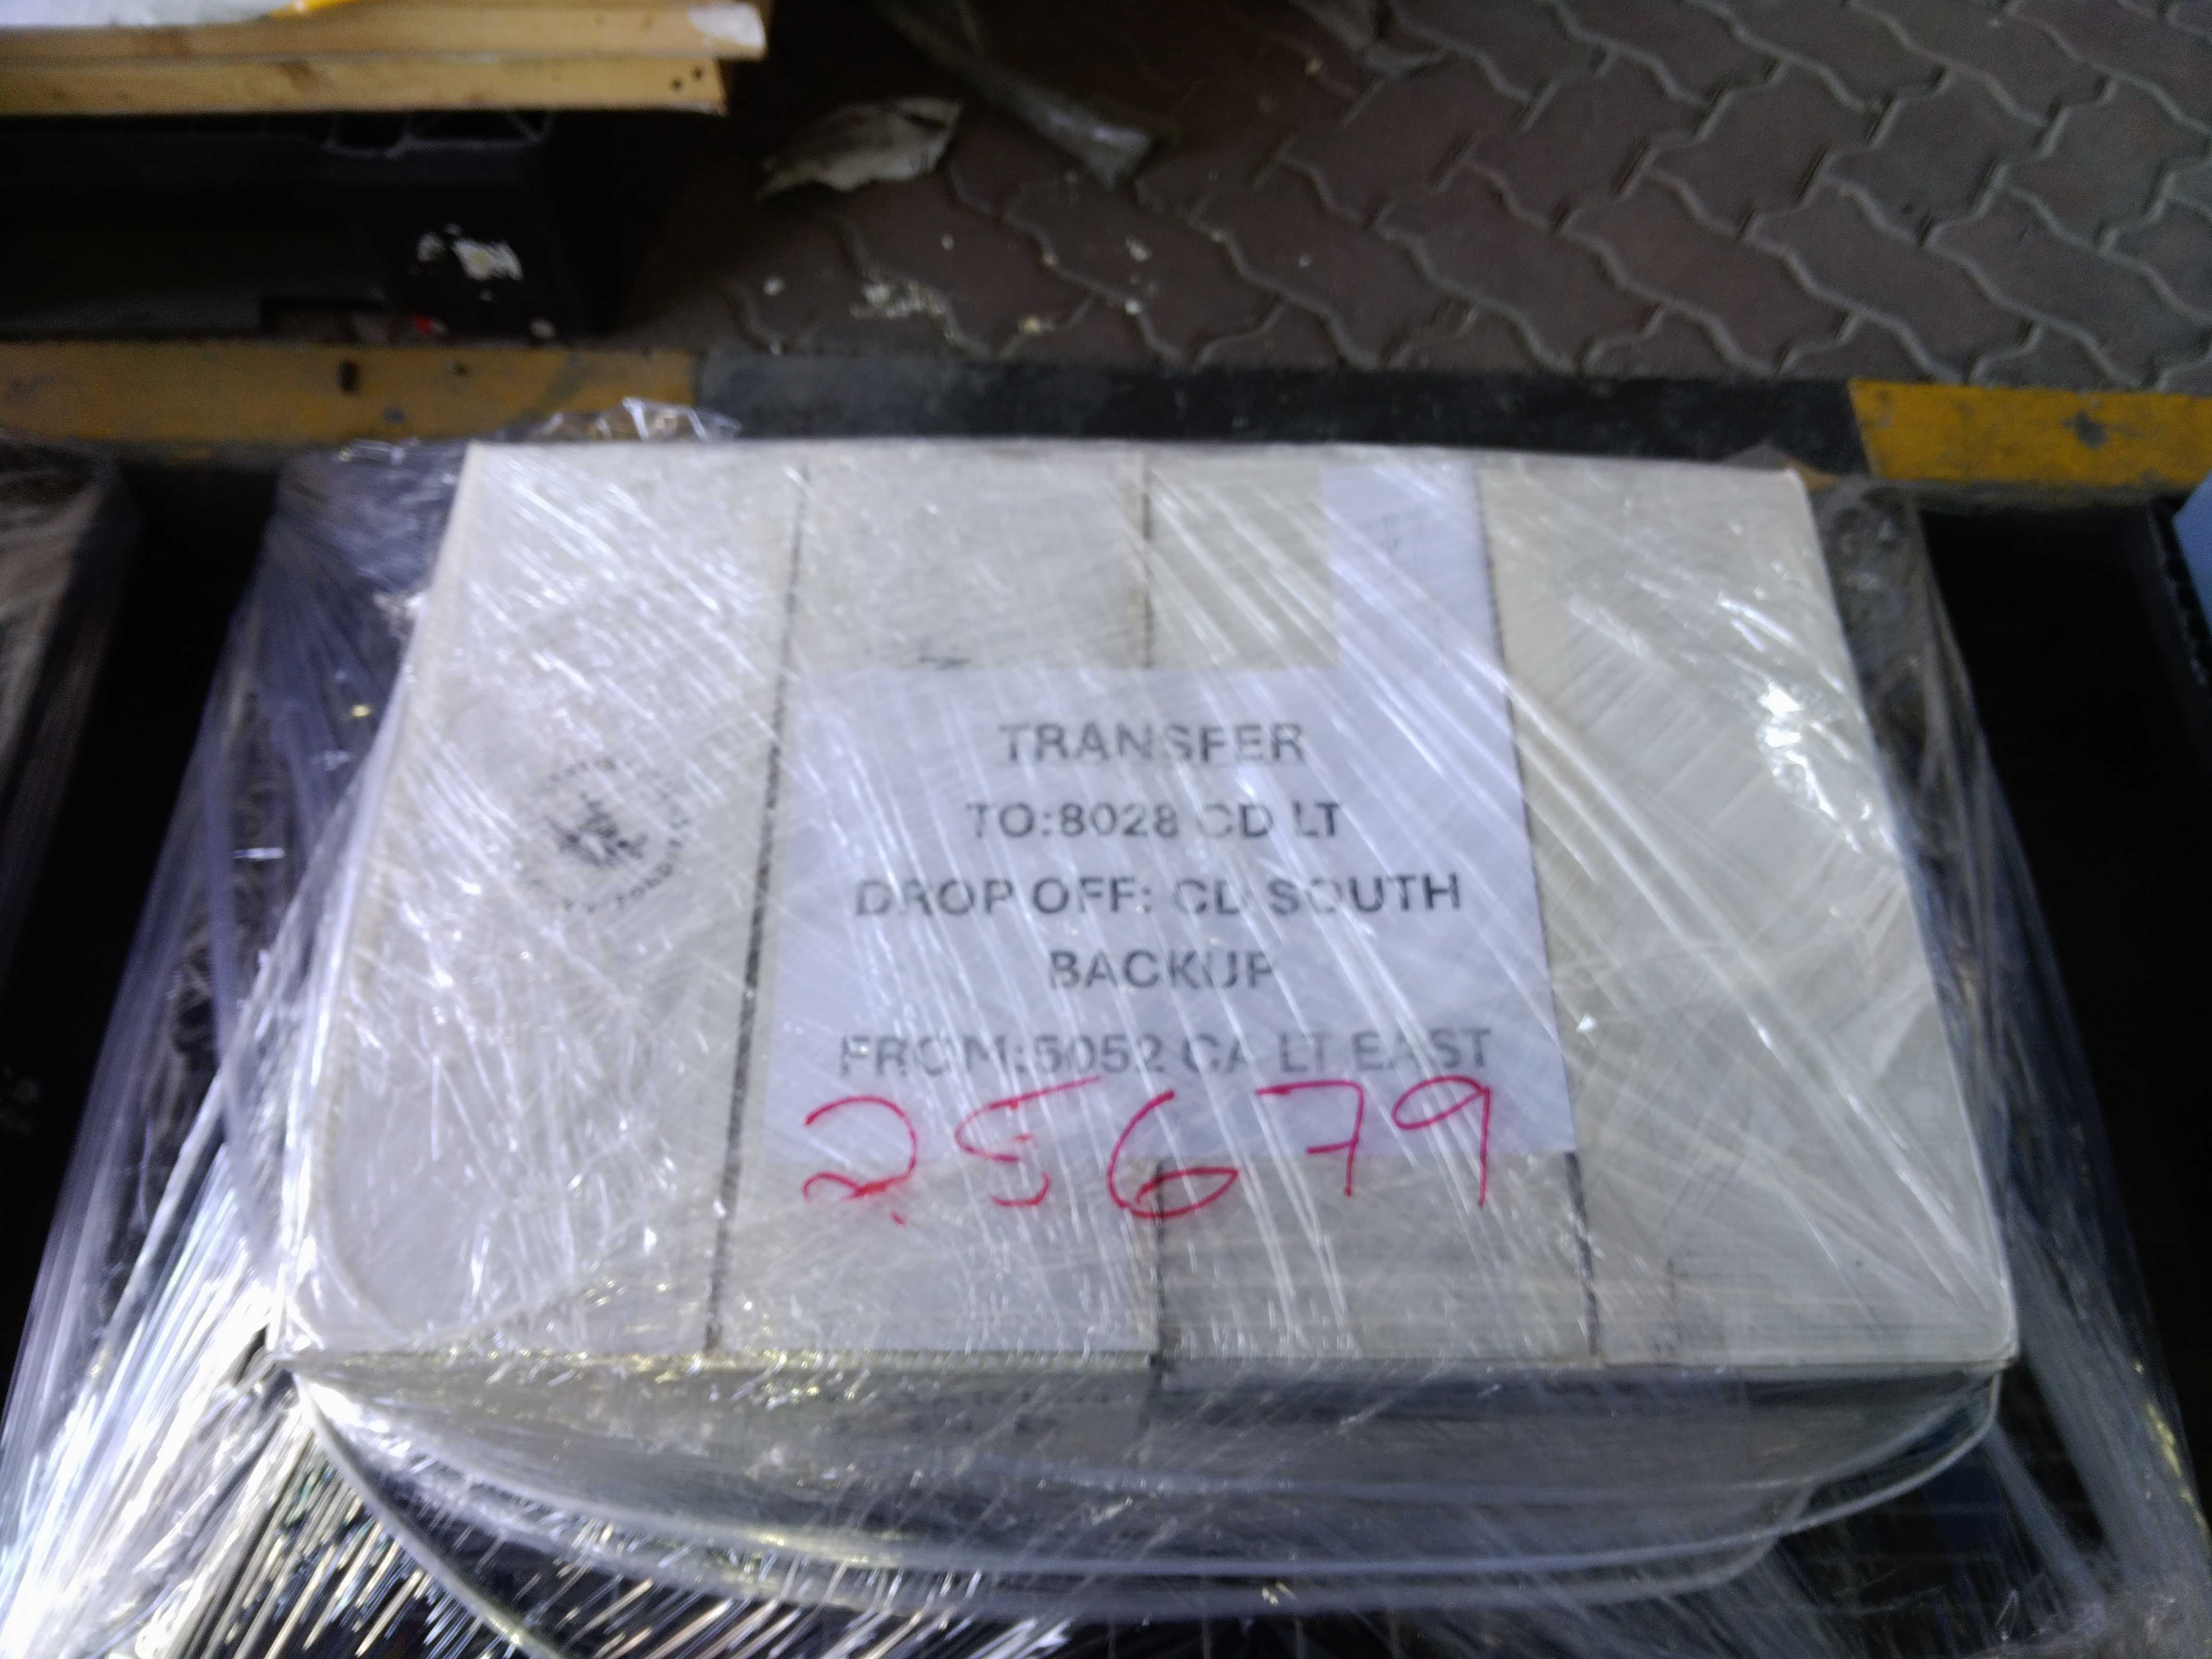 TRANSFER
TO:8028 CD LT
DROP OFF: CD SOUTH
BACKUP
FROM:5052 CA LT EAST
25679